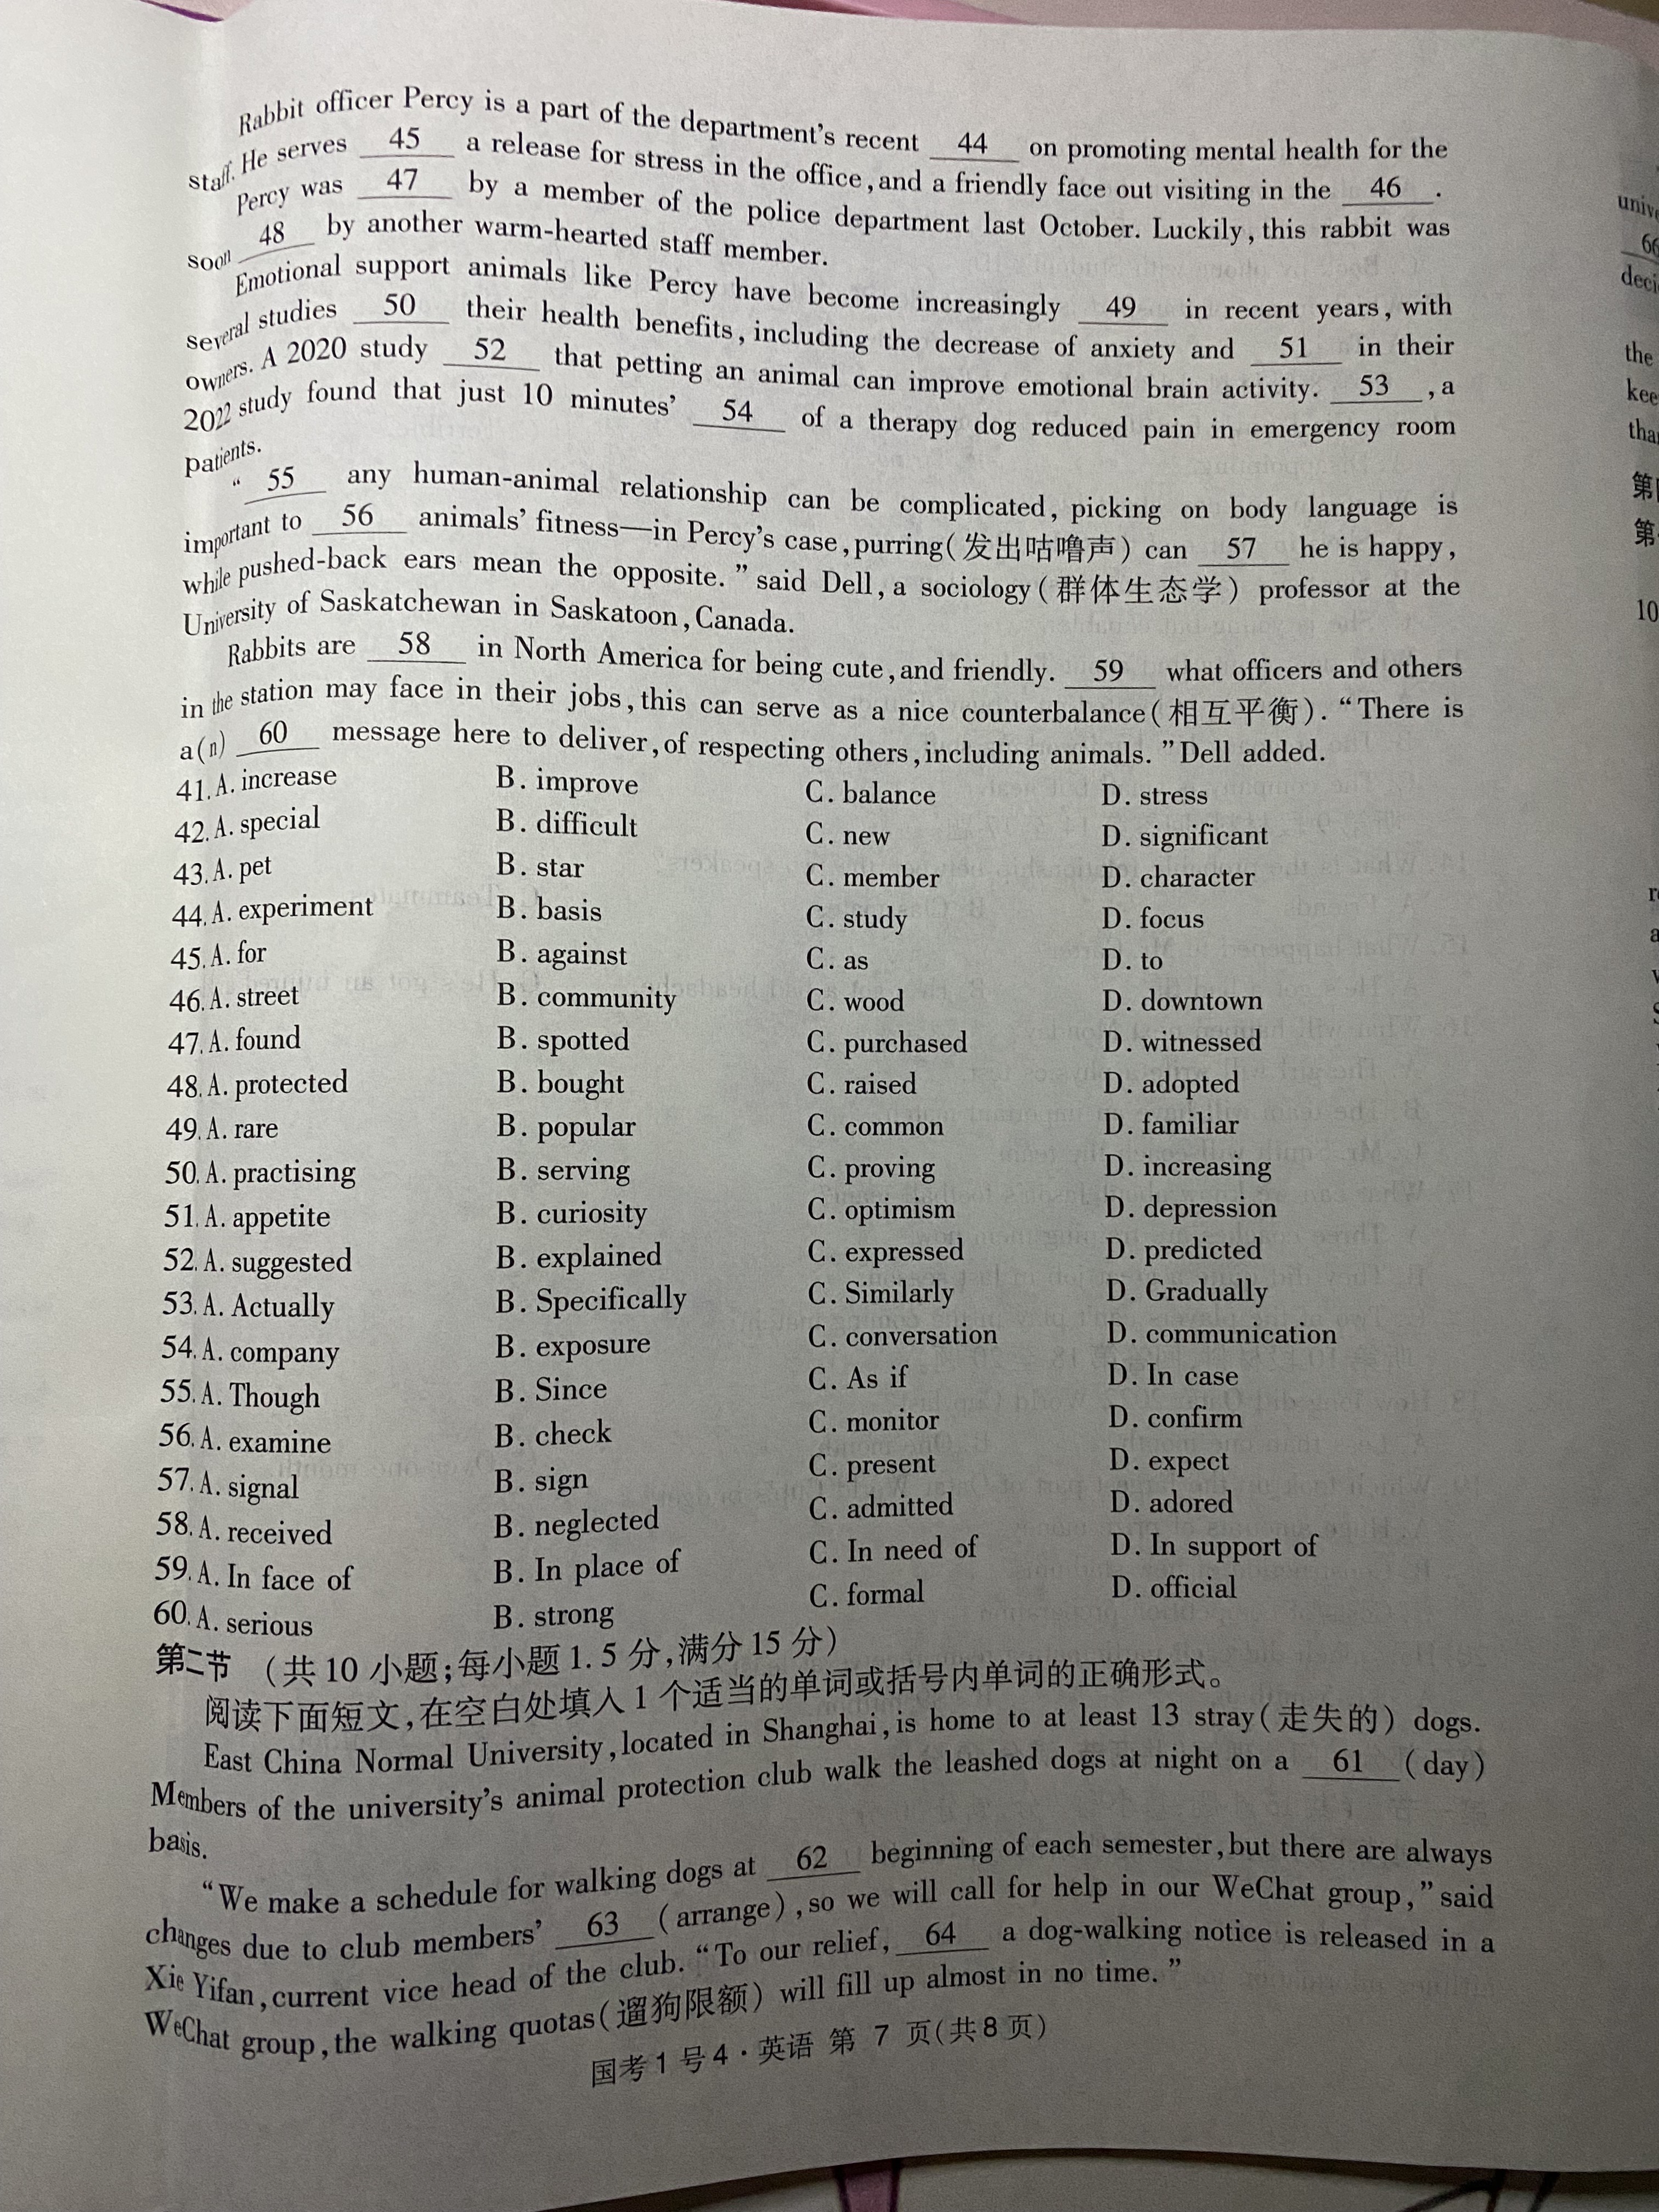 Rabbit officer Percy is a part of the department's recent 44 on promoting mental health for the
staff. He serves 45 a release for stress in the office, and a friendly face out visiting in the 46 .
Percy was 47 by a member of the police department last October. Luckily, this rabbit was
soon 48 by another warm-hearted staff member.
Emotional support animals like Percy have become increasingly 49 in recent years, with
several studies 50 their health benefits, including the decrease of anxiety and 51 in their
owners. A 2020 study 52 that petting an animal can improve emotional brain activity. 53 , a
2022 study found that just 10 minutes' 54 of a therapy dog reduced pain in emergency room
patients.
" 55 any human-animal relationship can be complicated, picking on body language is
important to 56 animals' fitness—in Percy's case, purring(发出咕噜声) can 57 he is happy,
while pushed-back ears mean the opposite." said Dell, a sociology(群体生态学) professor at the
University of Saskatchewan in Saskatoon, Canada.
Rabbits are 58 in North America for being cute, and friendly. 59 what officers and others
in the station may face in their jobs, this can serve as a nice counterbalance(相互平衡). "There is
a(n) 60 message here to deliver, of respecting others, including animals." Dell added.
41. A. increase B. improve C. balance D. stress
42. A. special B. difficult C. new D. significant
43. A. pet B. star C. member D. character
44. A. experiment B. basis C. study D. focus
45. A. for B. against C. as D. to
46. A. street B. community C. wood D. downtown
47. A. found B. spotted C. purchased D. witnessed
48. A. protected B. bought C. raised D. adopted
49. A. rare B. popular C. common D. familiar
50. A. practising B. serving C. proving D. increasing
51. A. appetite B. curiosity C. optimism D. depression
52. A. suggested B. explained C. expressed D. predicted
53. A. Actually B. Specifically C. Similarly D. Gradually
54. A. company B. exposure C. conversation D. communication
55. A. Though B. Since C. As if D. In case
56. A. examine B. check C. monitor D. confirm
57. A. signal B. sign C. present D. expect
58. A. received B. neglected C. admitted D. adored
59. A. In face of B. In place of C. In need of D. In support of
60. A. serious B. strong C. formal D. official
第二节 (共 10 小题;每小题 1. 5 分,满分 15 分)
阅读下面短文,在空白处填入 1 个适当的单词或括号内单词的正确形式。
East China Normal University, located in Shanghai, is home to at least 13 stray(走失的) dogs.
Members of the university's animal protection club walk the leashed dogs at night on a 61 (day)
basis.
"We make a schedule for walking dogs at 62 beginning of each semester, but there are always
changes due to club members' 63 (arrange), so we will call for help in our WeChat group," said
Xie Yifan, current vice head of the club. "To our relief, 64 a dog-walking notice is released in a
WeChat group, the walking quotas(遛狗限额) will fill up almost in no time."
国考 1 号 4 · 英语 第 7 页(共 8 页)
unive
66
deci
the
kee
tha
第
第
10